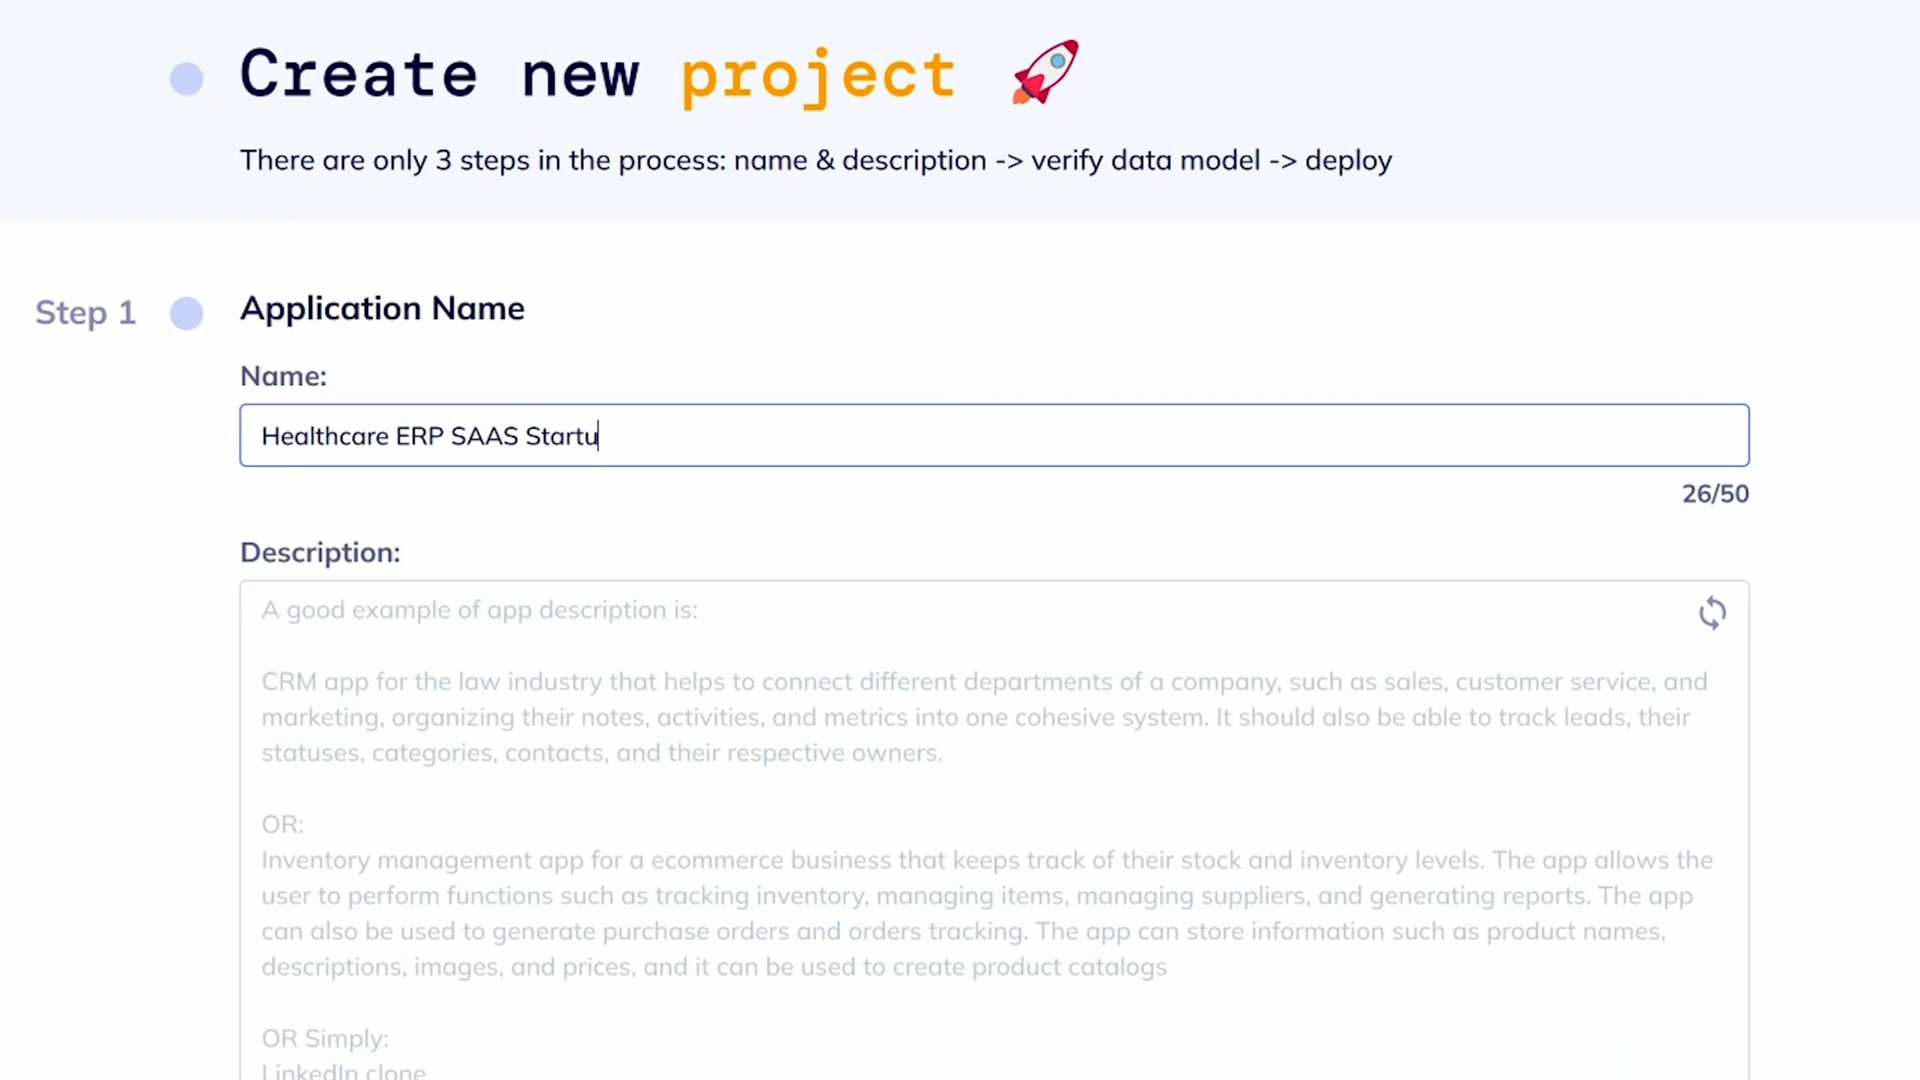 Create new project
There are only 3 steps in the process: name & description -> verify data model -> deploy
Step 1
Application Name
Name:
Healthcare ERP SAAS Startu
26/50
Description:
A good example of app description is:
CRM app for the law industry that helps to connect different departments of a company, such as sales, customer service, and
marketing, organizing their notes, activities, and metrics into one cohesive system. It should also be able to track leads, their
statuses, categories, contacts, and their respective owners.
OR:
Inventory management app for a ecommerce business that keeps track of their stock and inventory levels. The app allows the
user to perform functions such as tracking inventory, managing items, managing suppliers, and generating reports. The app
can also be used to generate purchase orders and orders tracking. The app can store information such as product names,
descriptions, images, and prices, and it can be used to create product catalogs
OR Simply:
LinkedIn clone